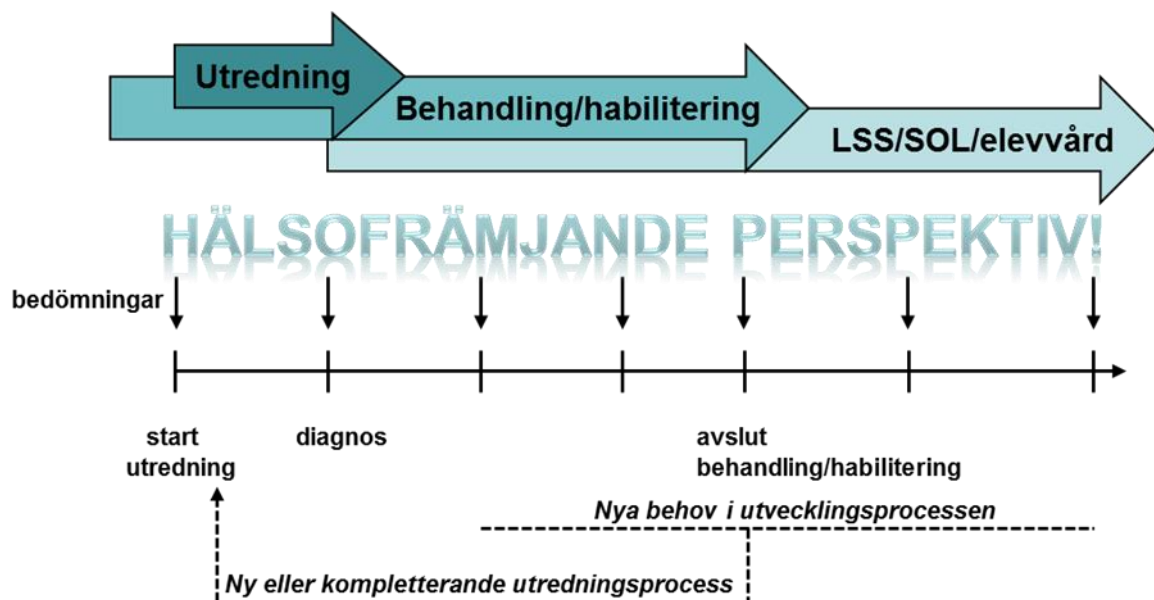 Utredning
Behandling/habilitering
LSS/SOL/elevvård
HÄLSOFRÄMJANDE PERSPEKTIV!
bedömningar
start
utredning
diagnos
avslut
behandling/habilitering
Nya behov i utvecklingsprocessen
Ny eller kompletterande utredningsprocess